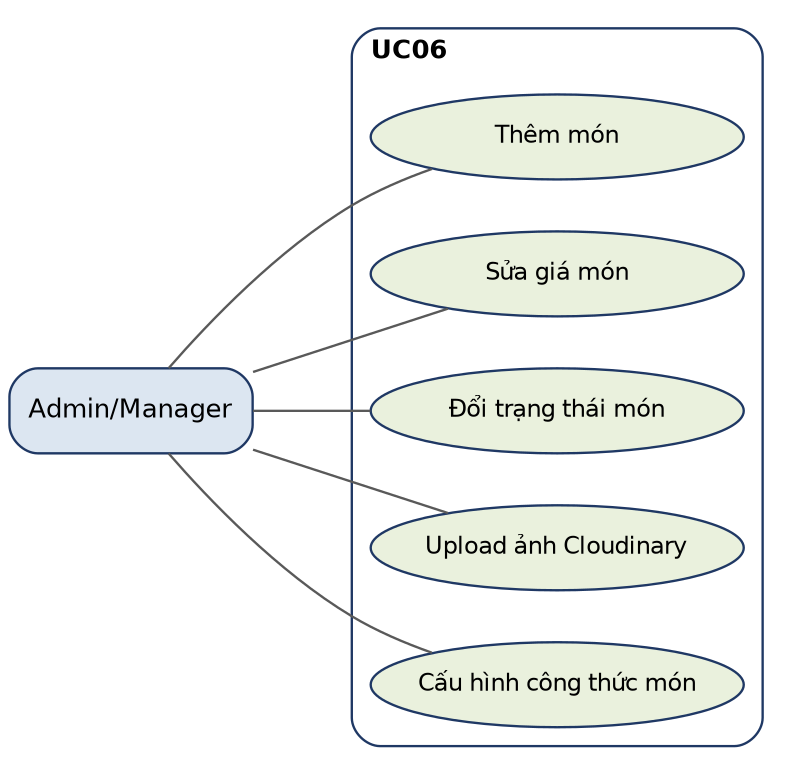 UC06
Thêm món
Sửa giá món
Admin/Manager
Đổi trạng thái món
Upload ảnh Cloudinary
Cấu hình công thức món